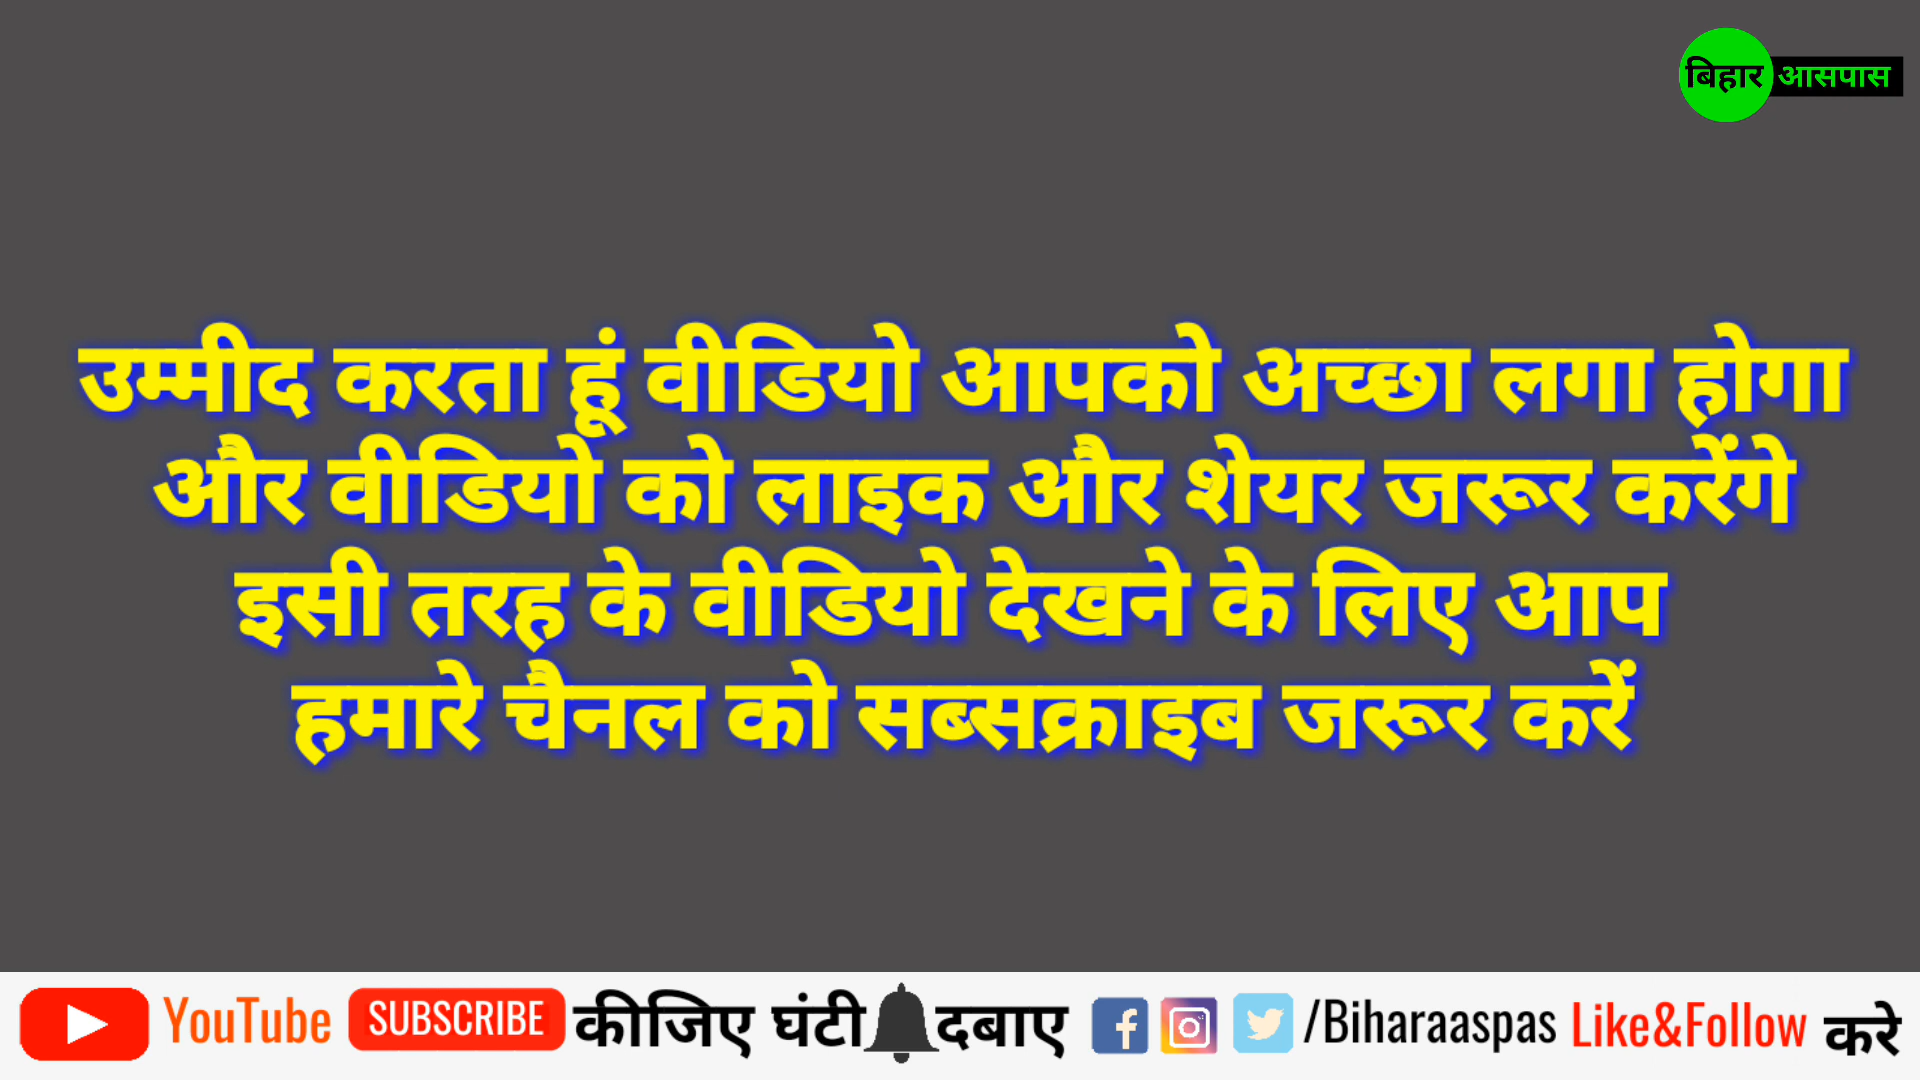 बिहार आसपास
उम्मीद करता हूं वीडियो आपको अच्छा लगा होगा
और वीडियो को लाइक और शेयर जरूर करेंगे
इसी तरह के वीडियो देखने के लिए आप
हमारे चैनल को सब्सक्राइब जरूर करें
YouTube SUBSCRIBE कीजिए घंटी दबाए /Biharaaspas Like&Follow करे